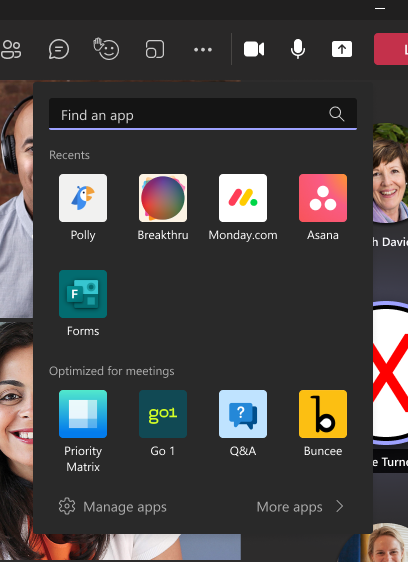 L
Find an app
Recents
Polly
Breakthru
Monday.com
Asana
F
Forms
Optimized for meetings
go1
?
b
Priority
Matrix
Go 1
Q&A
Buncee
Manage apps
More apps
h Davi
X
e Turne